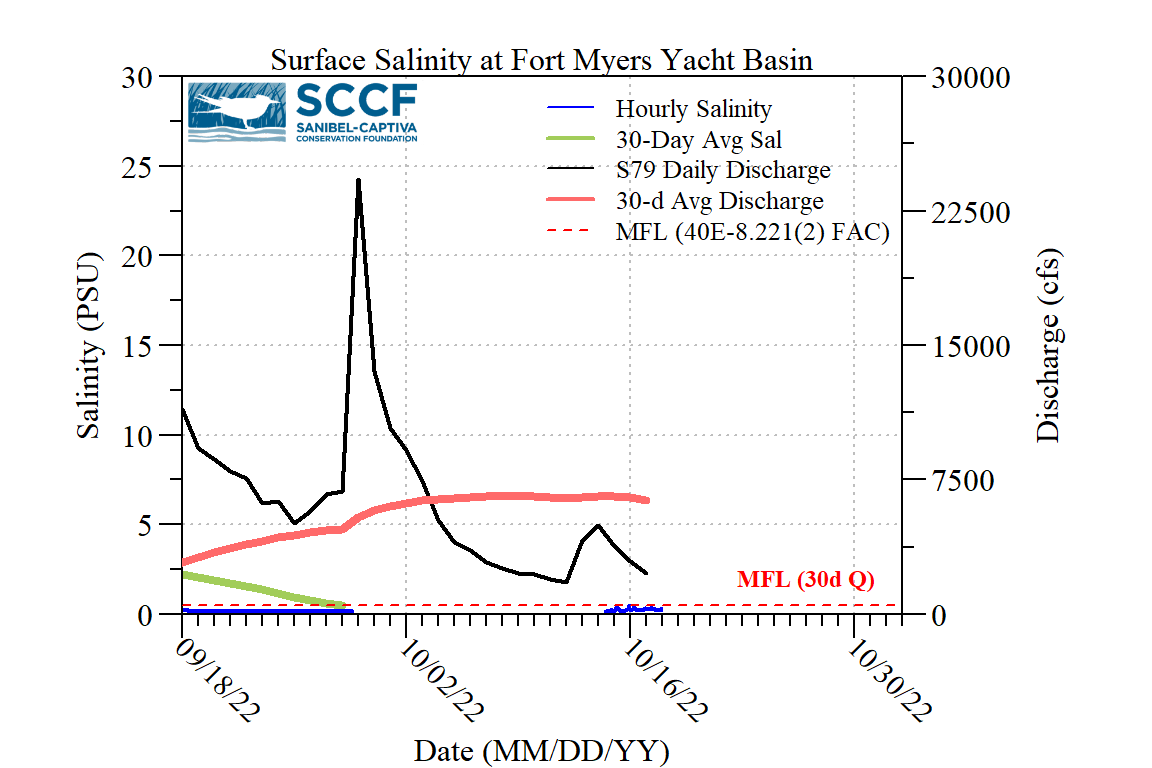 Surface Salinity at Fort Myers Yacht Basin
SCCF
SANIBEL-CAPTIVA
CONSERVATION FOUNDATION
Hourly Salinity
30-Day Avg Sal
S79 Daily Discharge
30-d Avg Discharge
MFL (40E-8.221(2) FAC)
Salinity (PSU)
30
25
20
15
10
5
0
30000
22500
15000
7500
0
Discharge (cfs)
MFL (30d Q)
09/18/22
10/02/22
10/16/22
10/30/22
Date (MM/DD/YY)